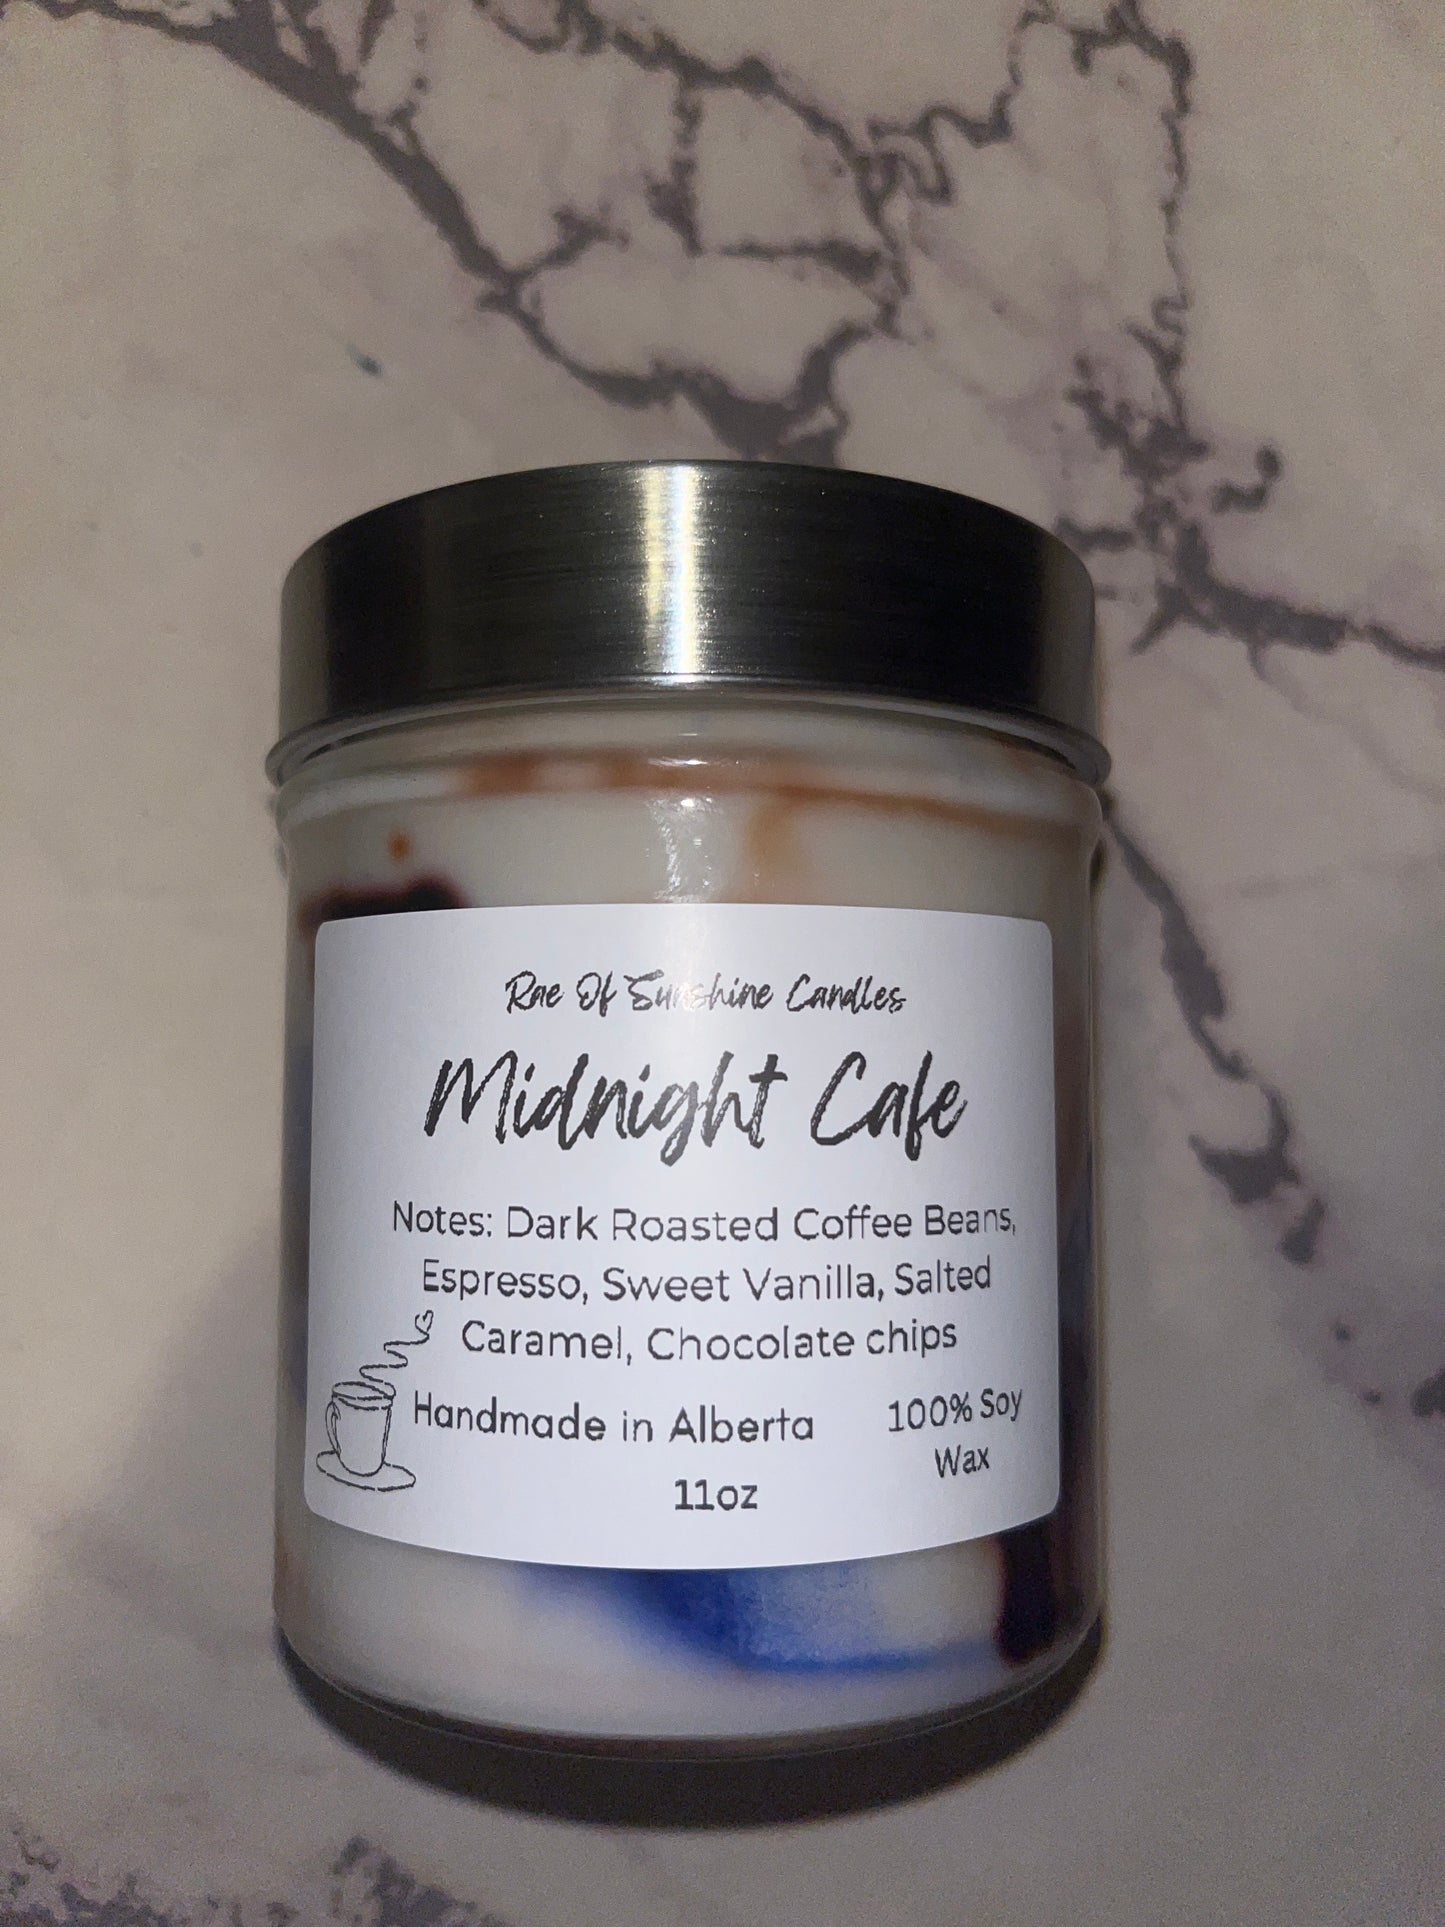 Rae Of Sunshine Candles
Midnight Cafe
Notes: Dark Roasted Coffee Beans,
Espresso, Sweet Vanilla, Salted
Caramel, Chocolate chips
Handmade in Alberta
100% Soy
Wax
11oz